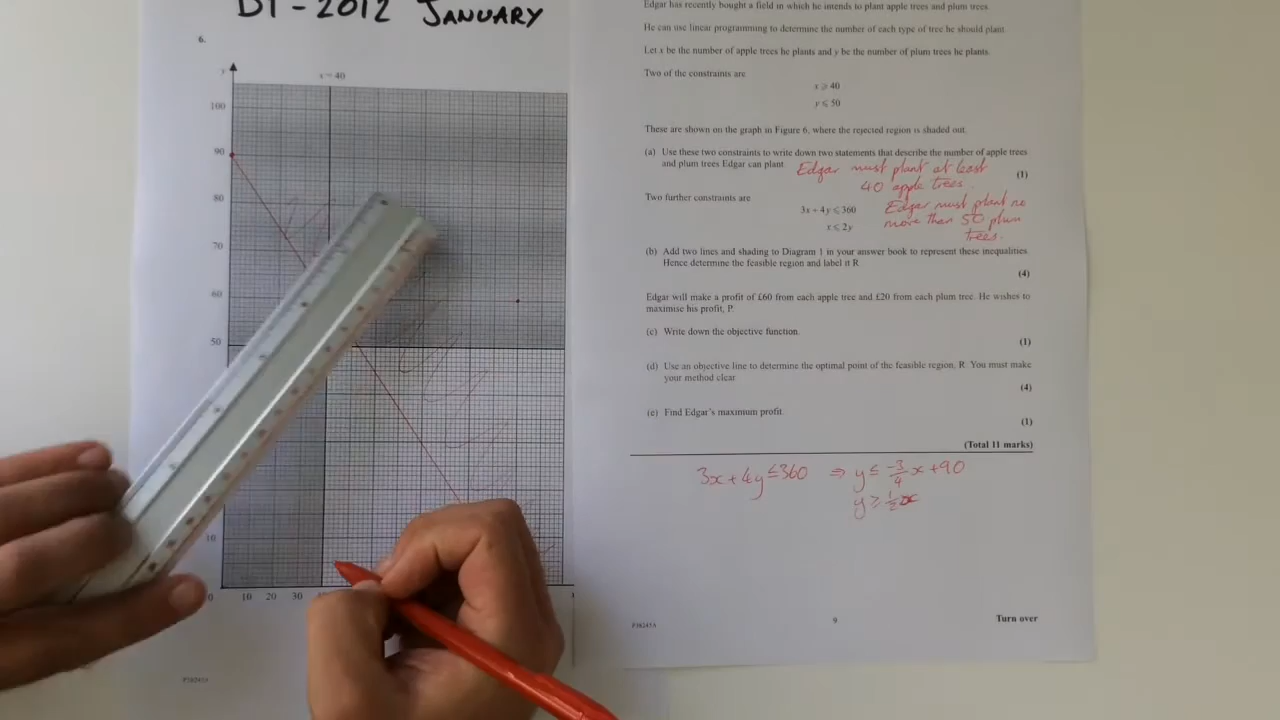 D1 - 2012 JANUARY
6.
y
x = 40
100
90
80
70
60
50
10
0 10 20 30
Edgar has recently bought a field in which he intends to plant apple trees and plum trees.
He can use linear programming to determine the number of each type of tree he should plant.
Let x be the number of apple trees he plants and y be the number of plum trees he plants.
Two of the constraints are
x ⩾ 40
y ⩽ 50
These are shown on the graph in Figure 6, where the rejected region is shaded out.
(a) Use these two constraints to write down two statements that describe the number of apple trees
and plum trees Edgar can plant.
Edgar must plant at least
40 apple trees.
(1)
Two further constraints are
3x + 4y ⩽ 360
x ⩽ 2y
Edgar must plant no
more than 50 plum
trees.
(b) Add two lines and shading to Diagram 1 in your answer book to represent these inequalities.
Hence determine the feasible region and label it R.
(4)
Edgar will make a profit of £60 from each apple tree and £20 from each plum tree. He wishes to
maximise his profit, P.
(c) Write down the objective function.
(1)
(d) Use an objective line to determine the optimal point of the feasible region, R. You must make
your method clear.
(4)
(e) Find Edgar's maximum profit.
(1)
(Total 11 marks)
3x + 4y ≤ 360 ⇒ y ≤ -3/4 x + 90
y ≥ 1/2 x
9
Turn over